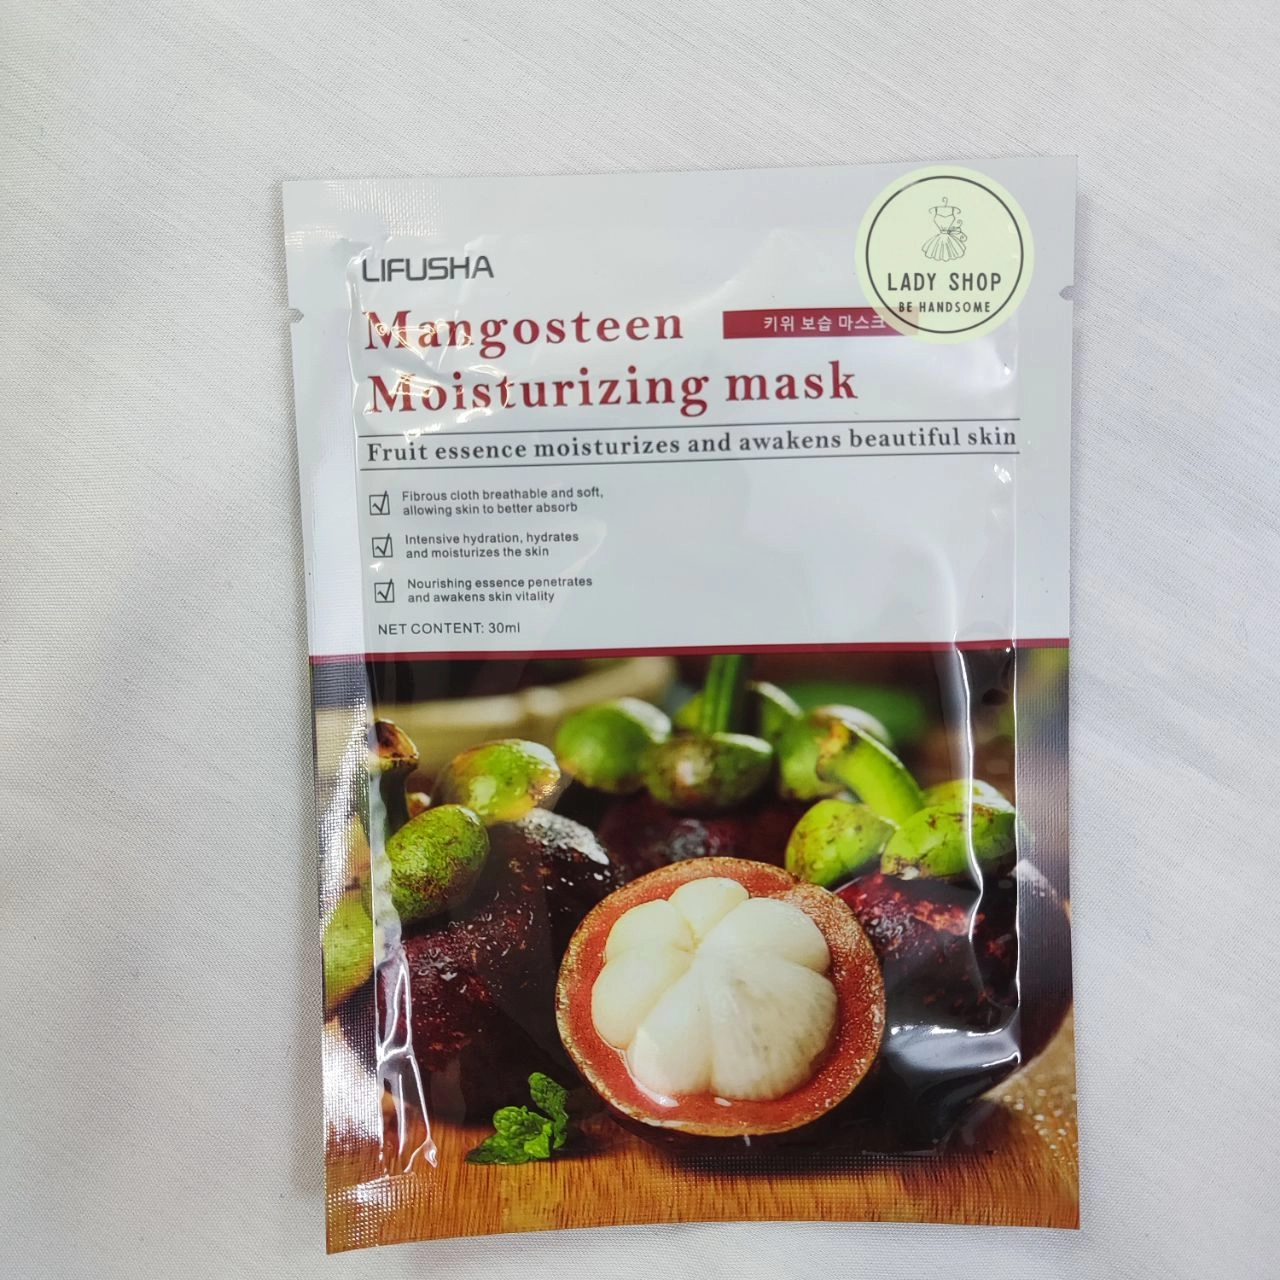 LIFUSHA
Mangosteen
키위 보습 마스크
Moisturizing mask
Fruit essence moisturizes and awakens beautiful skin
Fibrous cloth breathable and soft,
allowing skin to better absorb
Intensive hydration, hydrates
and moisturizes the skin
Nourishing essence penetrates
and awakens skin vitality
NET CONTENT: 30ml
LADY SHOP
BE HANDSOME